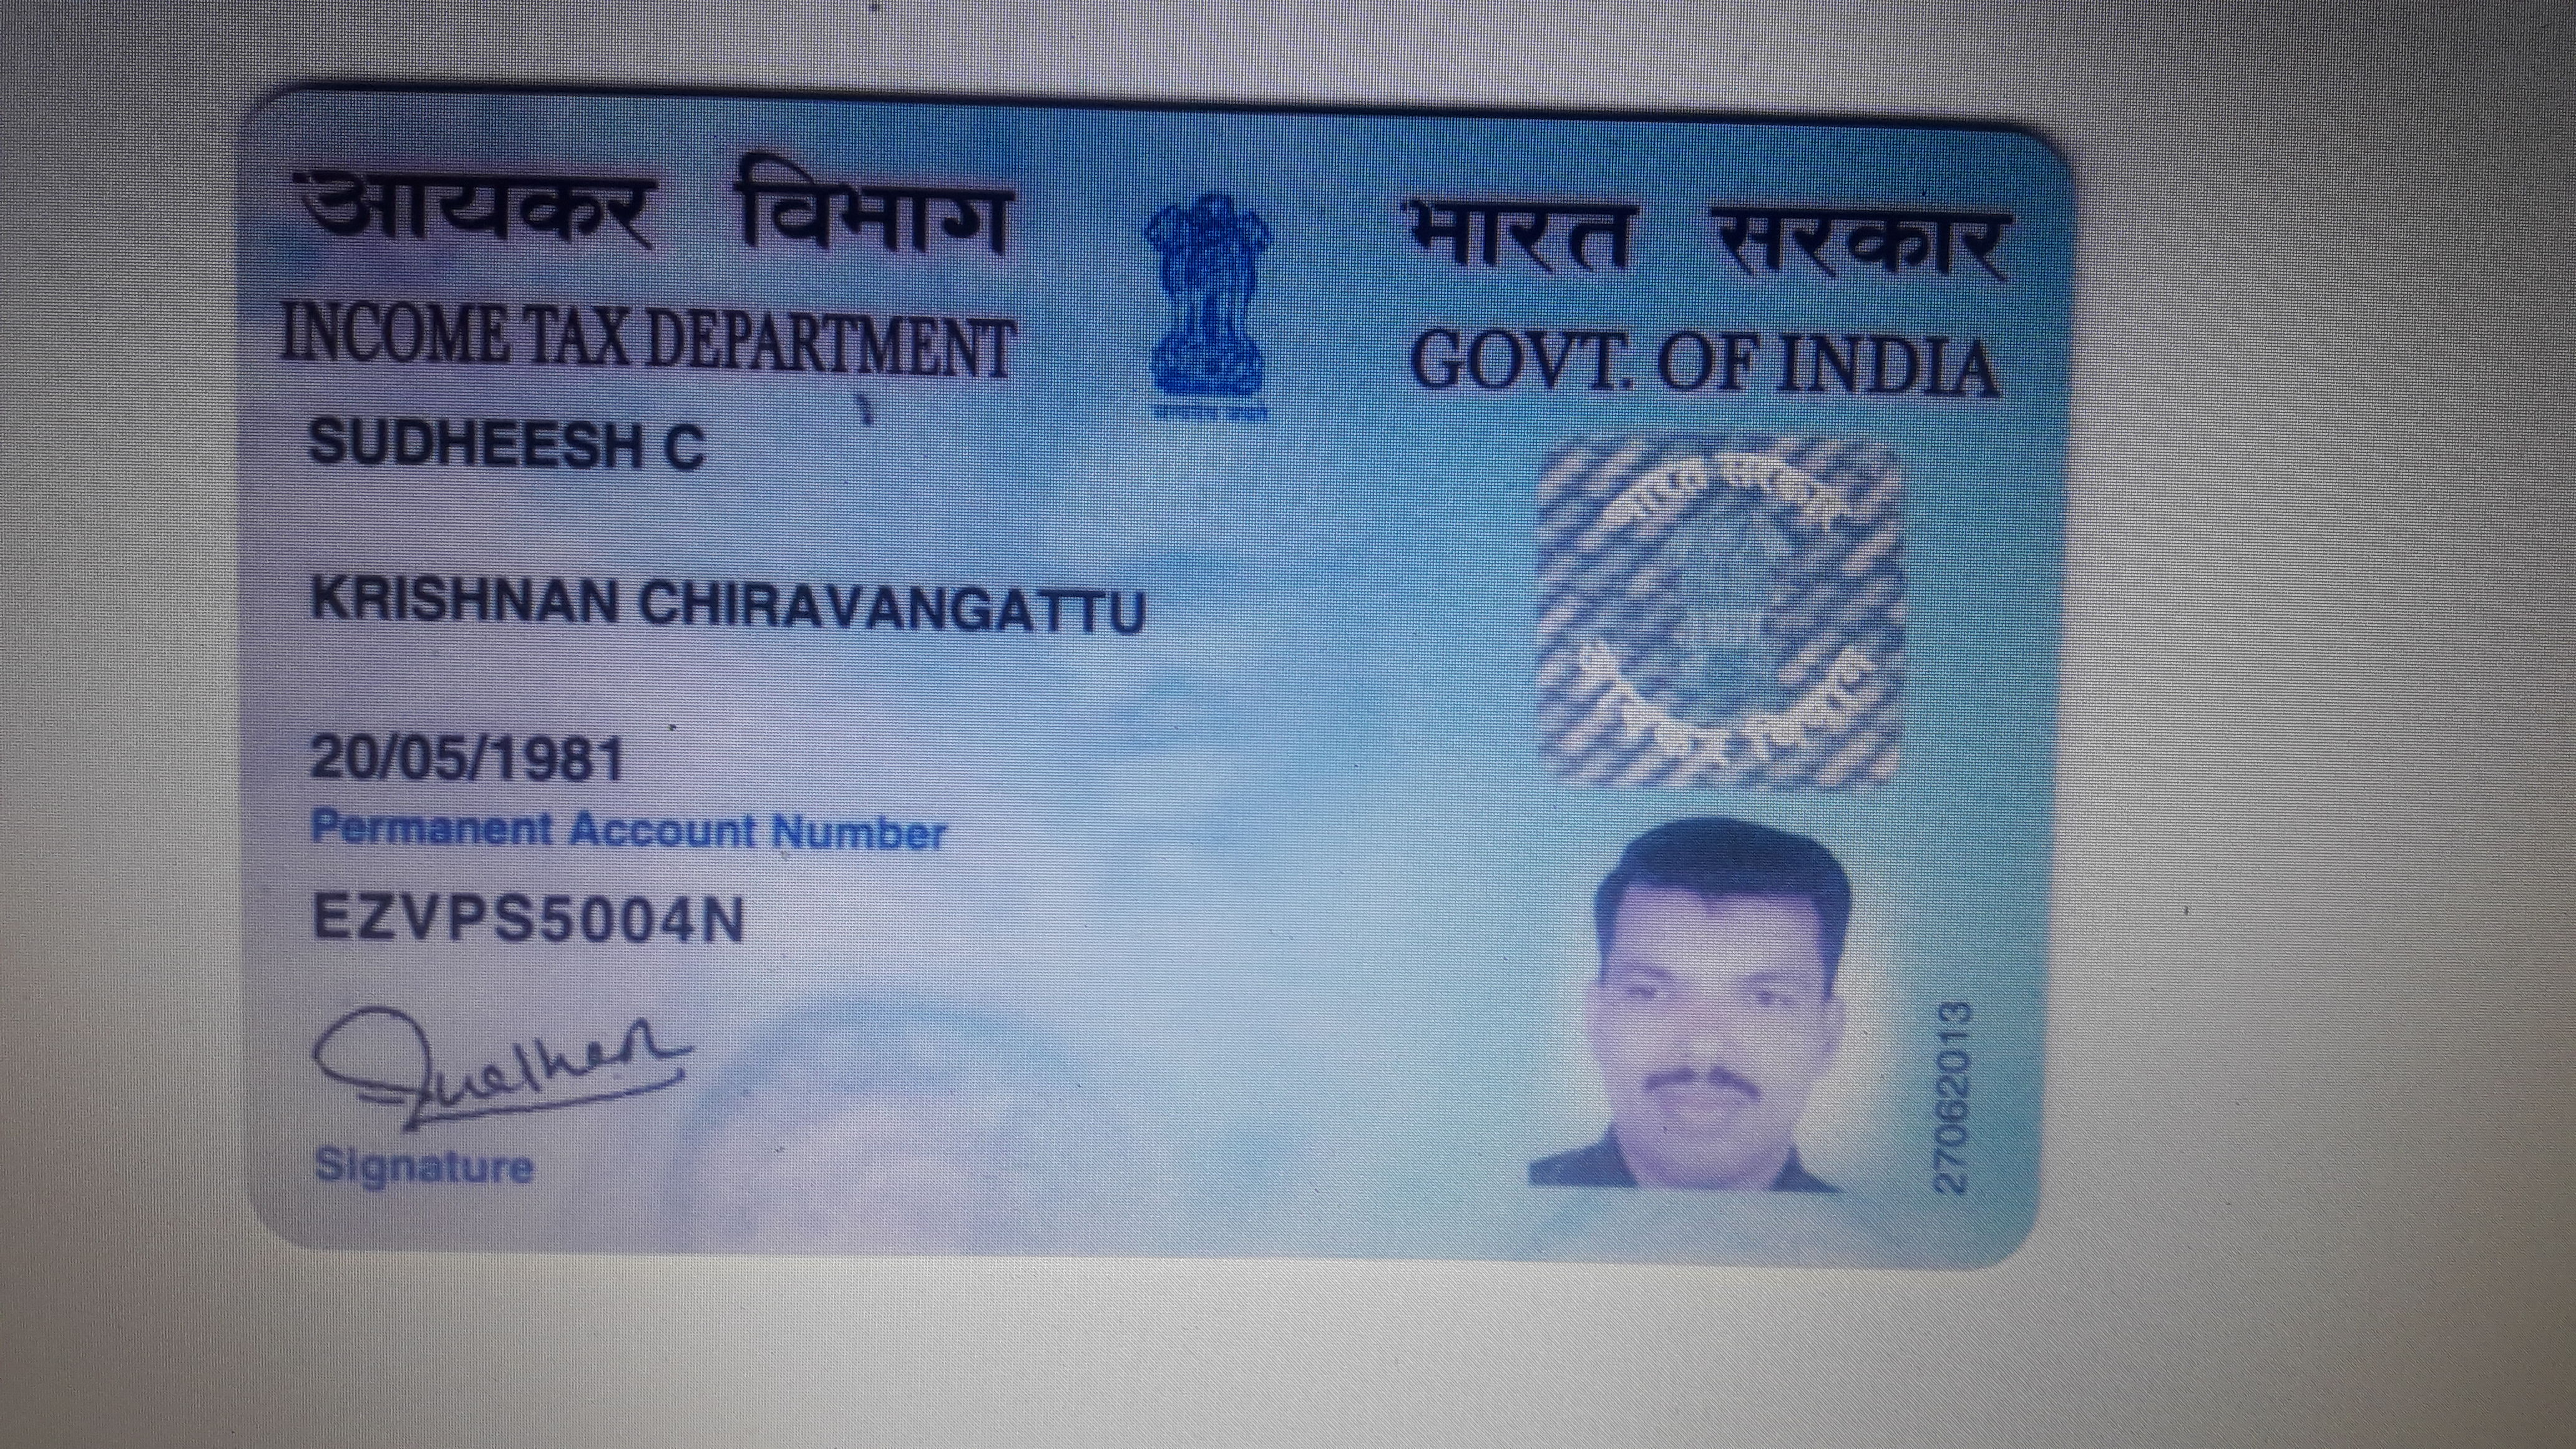 आयकर विभाग
INCOME TAX DEPARTMENT
भारत सरकार
GOVT. OF INDIA
SUDHEESH C
KRISHNAN CHIRAVANGATTU
20/05/1981
Permanent Account Number
EZVPS5004N
Signature
27062013